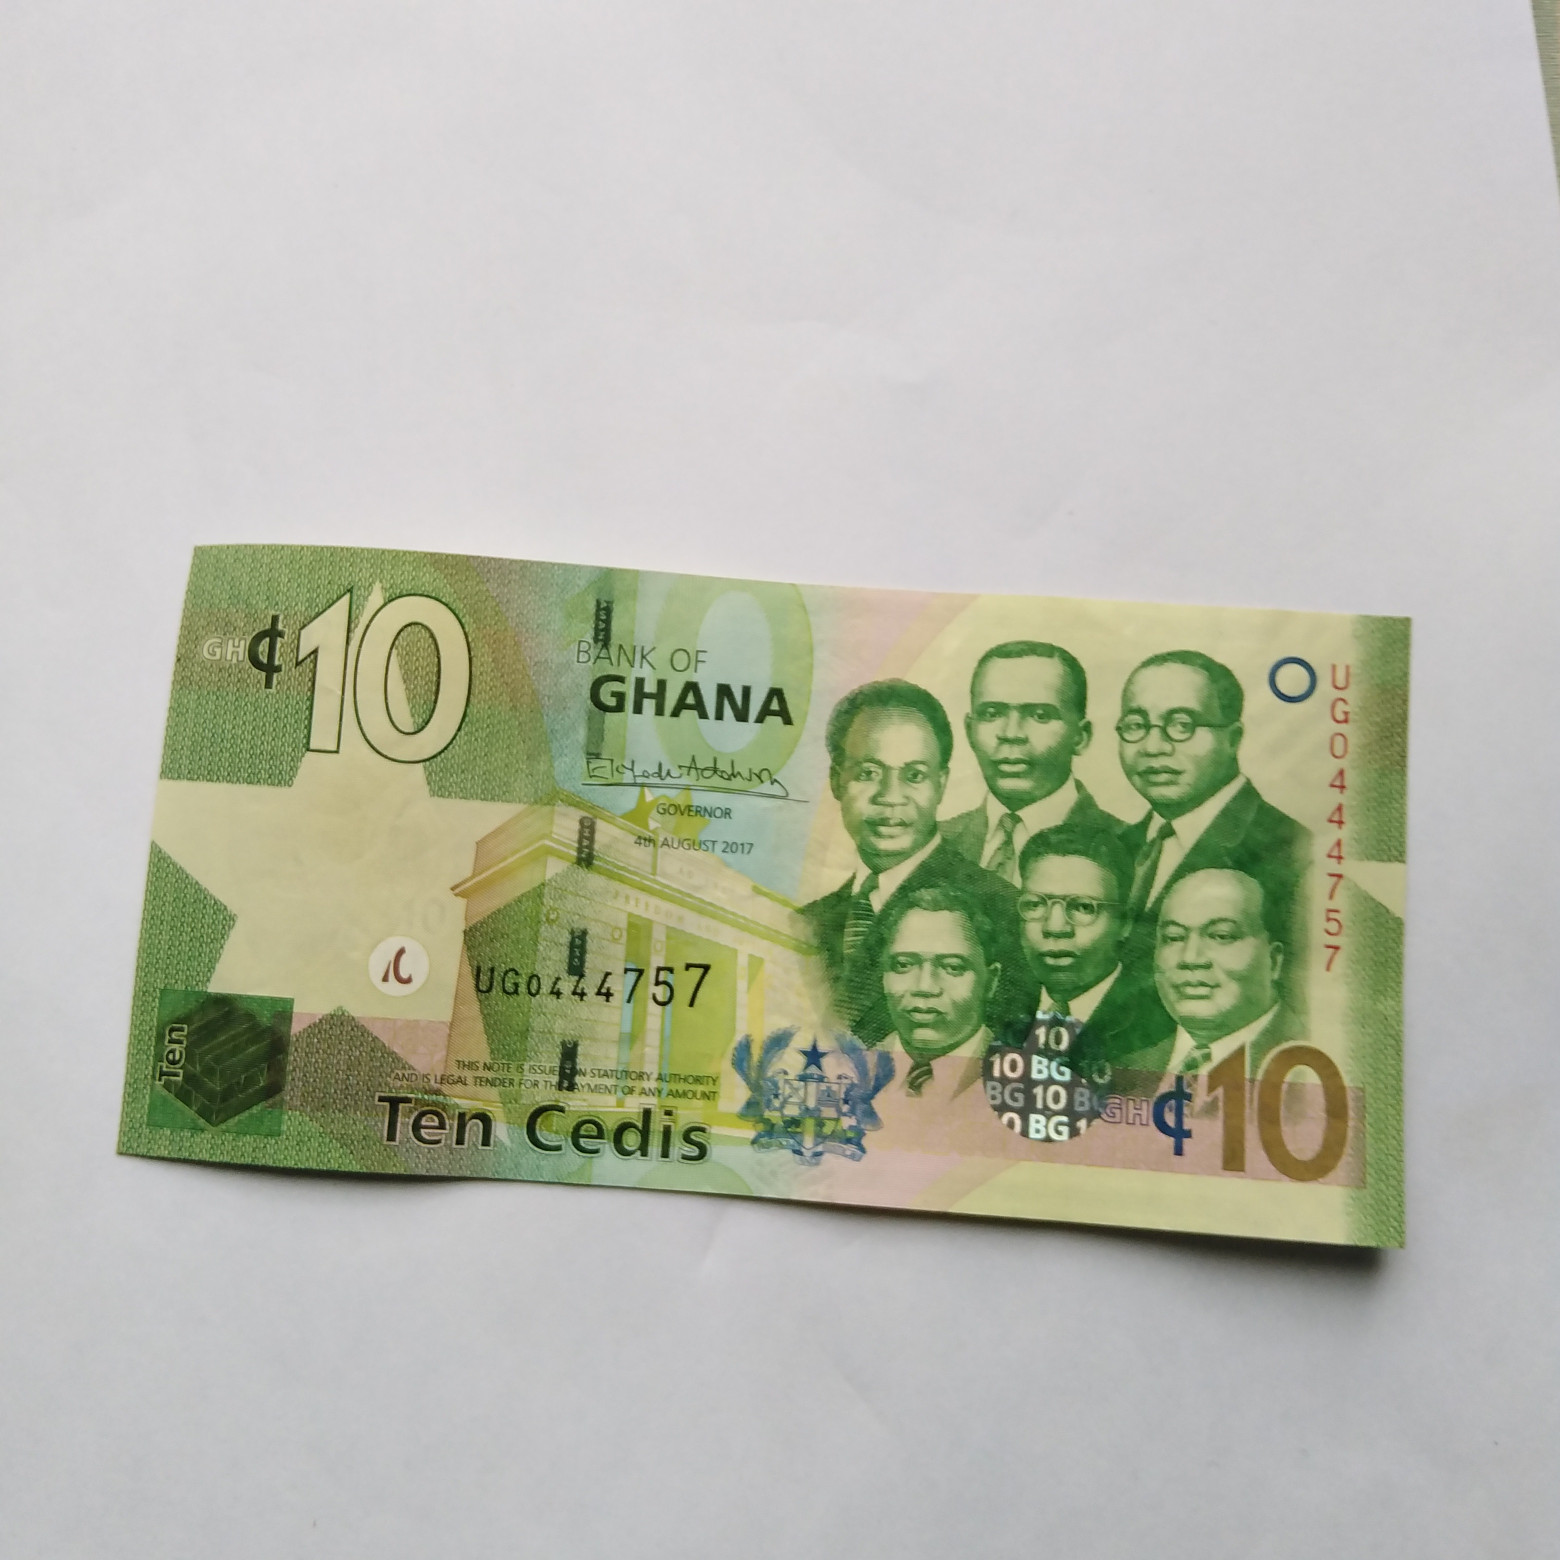 GH₵10
BANK OF
GHANA
GOVERNOR
4th AUGUST 2017
UG0444757
UG0444757
Ten
THIS NOTE IS ISSUED ON STATUTORY AUTHORITY
AND IS LEGAL TENDER FOR THE PAYMENT OF ANY AMOUNT
Ten Cedis
10
10 BG 10
BG 10 BG
10 BG 10
GH₵10